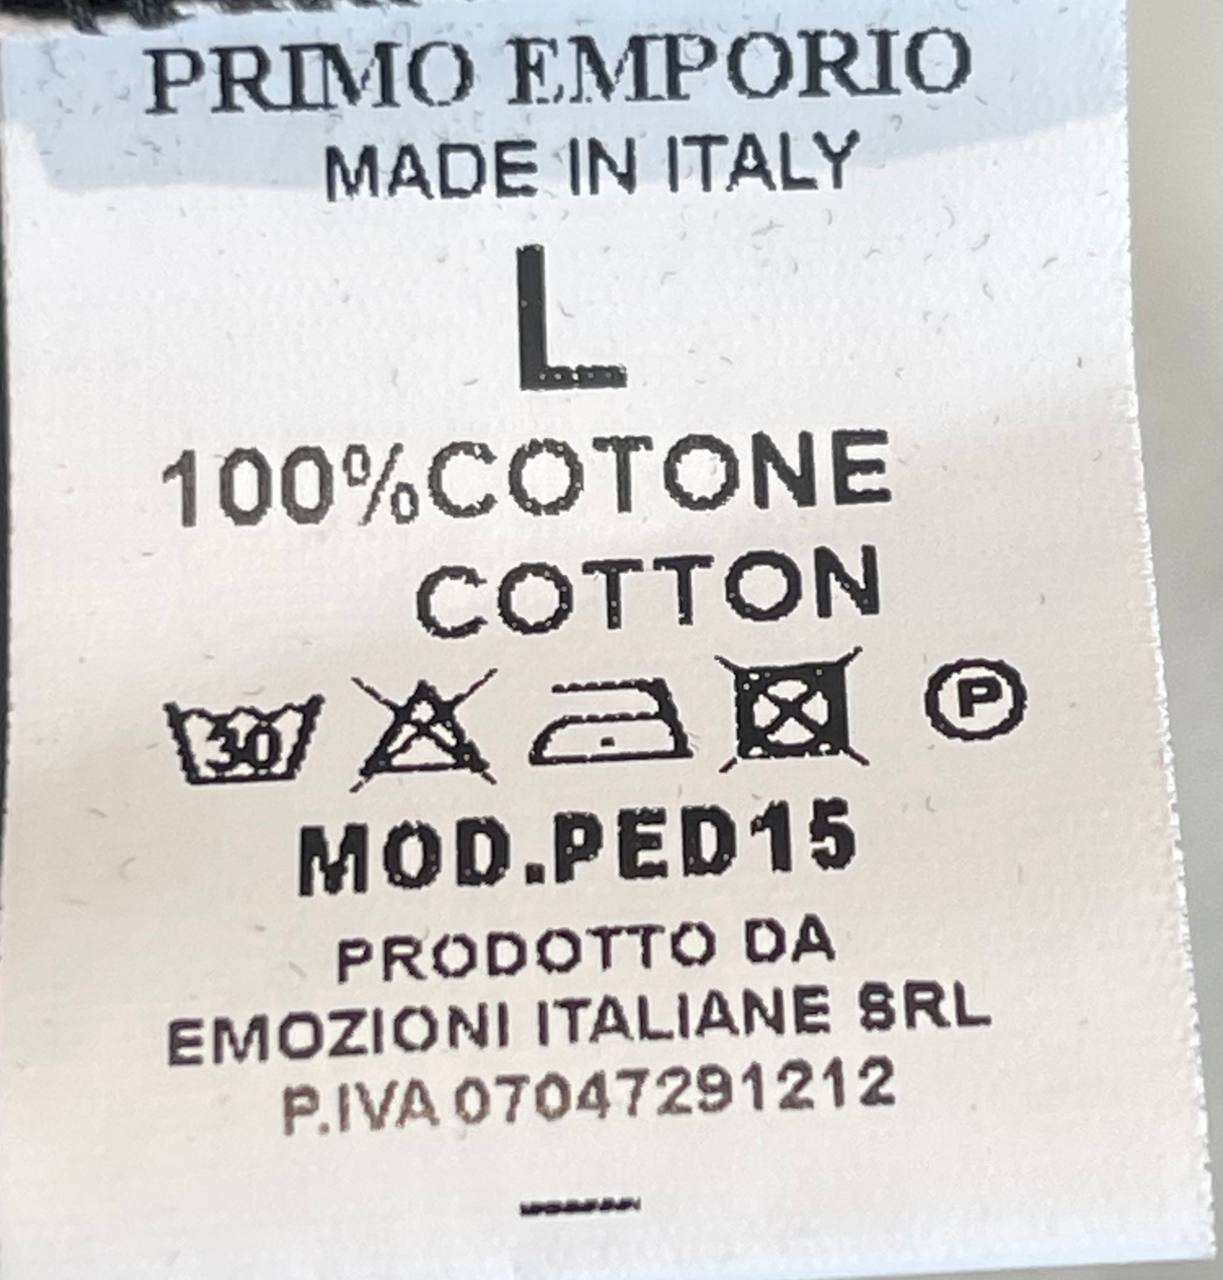 PRIMO EMPORIO
MADE IN ITALY
L
100%COTONE
COTTON
30 P
MOD.PED15
PRODOTTO DA
EMOZIONI ITALIANE SRL
P.IVA 07047291212